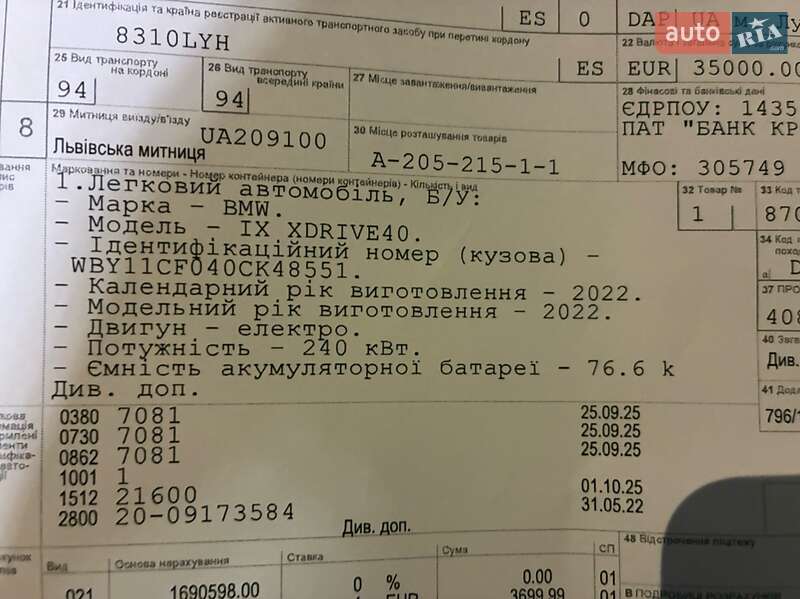 21 Ідентифікація та країна реєстрації активного транспортного засобу при перетині кордону
8310LYH
ES 0 DAP UA м.
auto RIA.com
22 Валюта
ES EUR 35000.00
25 Вид транспорту на кордоні
94
26 Вид транспорту всередині країни
94
27 Місце завантаження/вивантаження
28 Фінансові та банківські дані
ЄДРПОУ: 1435
ПАТ "БАНК КР
МФО: 305749
8
29 Митниця виїзду/в'їзду UA209100
Львівська митниця
30 Місце розташування товарів
A-205-215-1-1
Маркування та номери - Номер контейнера (номери контейнерів) - Кількість і вид
32 Товар №
1
33 Код
870
1.Легковий автомобіль, Б/У:
- Марка - BMW.
- Модель - IX XDRIVE40.
- Ідентифікаційний номер (кузова) -
WBY11CF040CK48551.
- Календарний рік виготовлення - 2022.
- Модельний рік виготовлення - 2022.
- Двигун - електро.
- Потужність - 240 кВт.
- Ємність акумуляторної батареї - 76.6 k
Див. доп.
34 Код
a)
37 ПРО
408
40 Заг
Див.
41 Дода
796/1
0380 7081 25.09.25
0730 7081 25.09.25
0862 7081 25.09.25
1001 1
1512 21600 01.10.25
2800 20-09173584 31.05.22
Див. доп.
48 Відстрочення платежу
Вид Основа нарахування Ставка Сума СП
021 1690598.00 0 % 0.00 01
EUR 3699.99 01